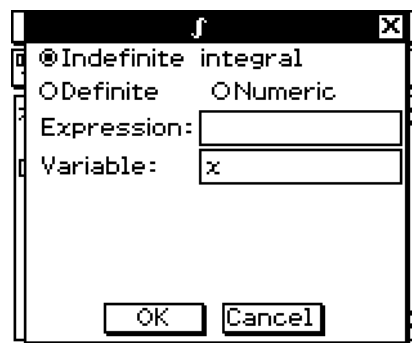 ∫
Indefinite integral
Definite Numeric
Expression:
Variable: x
OK Cancel